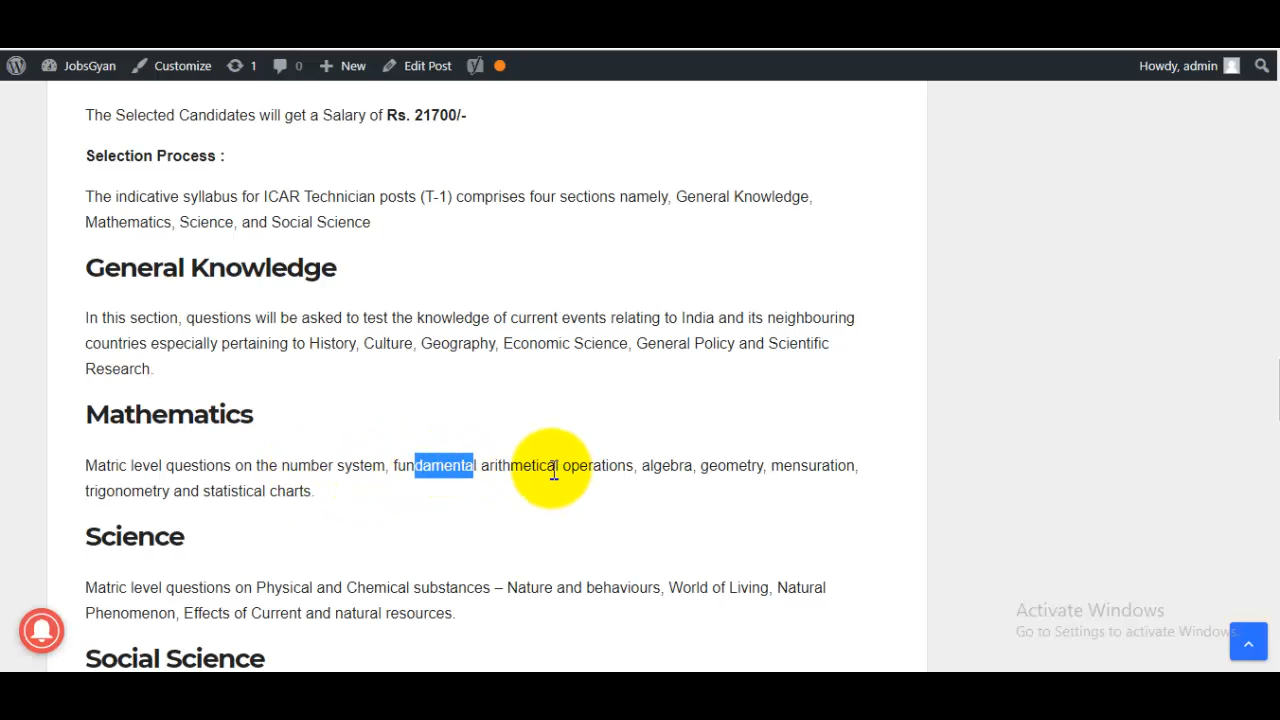 JobsGyan Customize 1 0 New Edit Post Howdy, admin
The Selected Candidates will get a Salary of Rs. 21700/-
Selection Process :
The indicative syllabus for ICAR Technician posts (T-1) comprises four sections namely, General Knowledge,
Mathematics, Science, and Social Science
General Knowledge
In this section, questions will be asked to test the knowledge of current events relating to India and its neighbouring
countries especially pertaining to History, Culture, Geography, Economic Science, General Policy and Scientific
Research.
Mathematics
Matric level questions on the number system, fundamental arithmetical operations, algebra, geometry, mensuration,
trigonometry and statistical charts.
Science
Matric level questions on Physical and Chemical substances – Nature and behaviours, World of Living, Natural
Phenomenon, Effects of Current and natural resources.
Activate Windows
Go to Settings to activate Windows.
Social Science